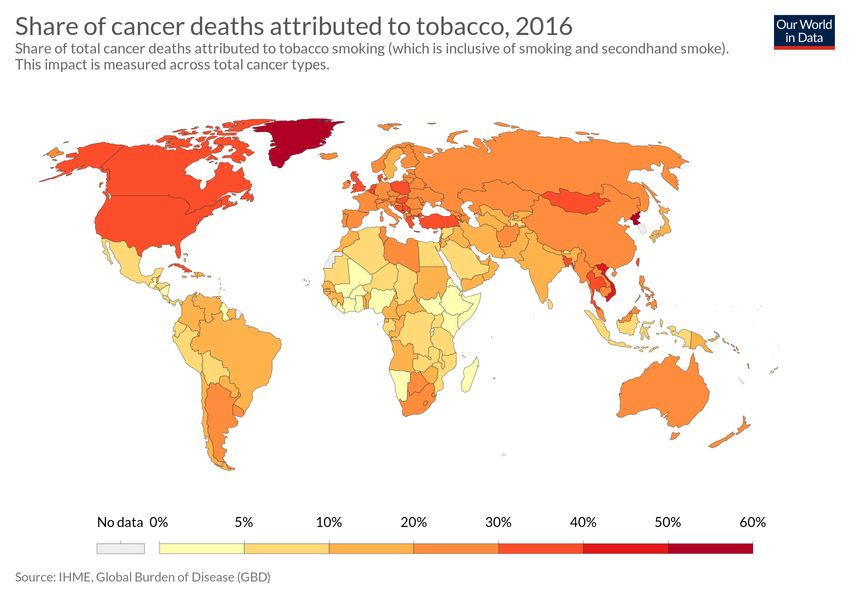 Share of cancer deaths attributed to tobacco, 2016
Our World
in Data
Share of total cancer deaths attributed to tobacco smoking (which is inclusive of smoking and secondhand smoke).
This impact is measured across total cancer types.
No data 0% 5% 10% 20% 30% 40% 50% 60%
Source: IHME, Global Burden of Disease (GBD)